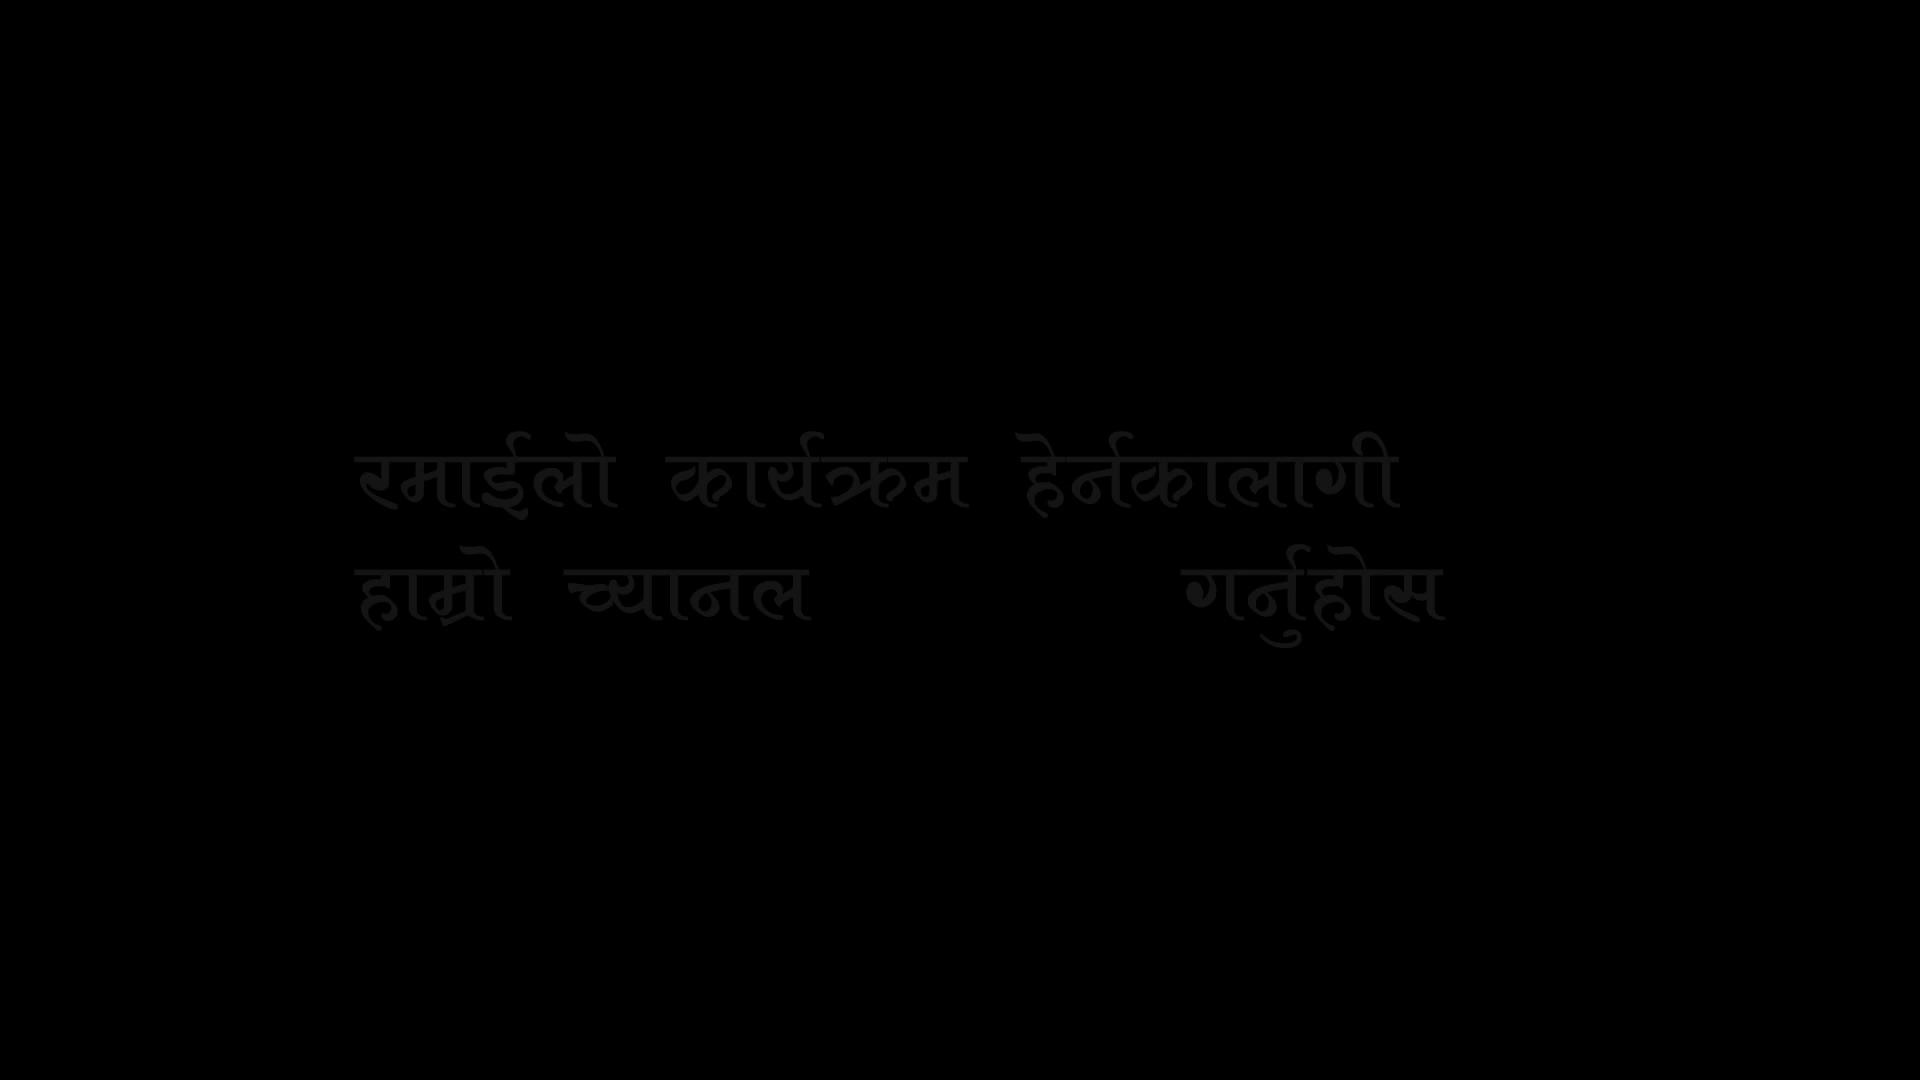 रमाईलो कार्यक्रम हेर्नकालागी
हाम्रो च्यानल गर्नुहोस